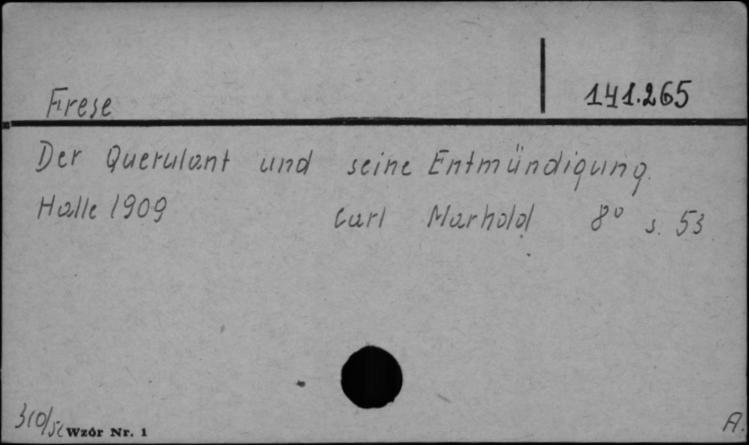 Frese
141.265
Der Querulant und seine Entmündigung.
Halle 1909 Carl Marhold 8° s. 53
Wzór Nr. 1
A.